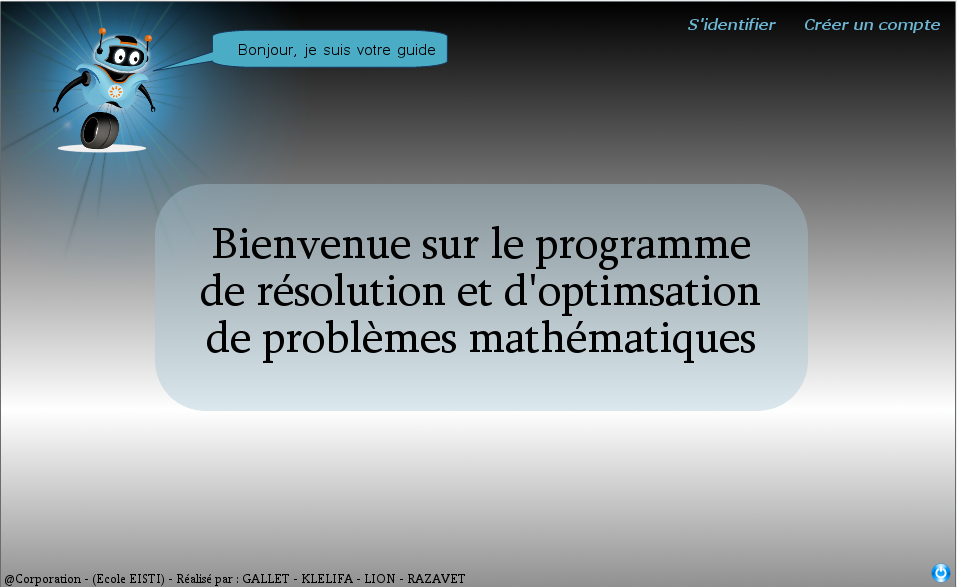 S'identifier Créer un compte
Bonjour, je suis votre guide
Bienvenue sur le programme
de résolution et d'optimsation
de problèmes mathématiques
@Corporation - (Ecole EISTI) - Réalisé par : GALLET - KLELIFA - LION - RAZAVET